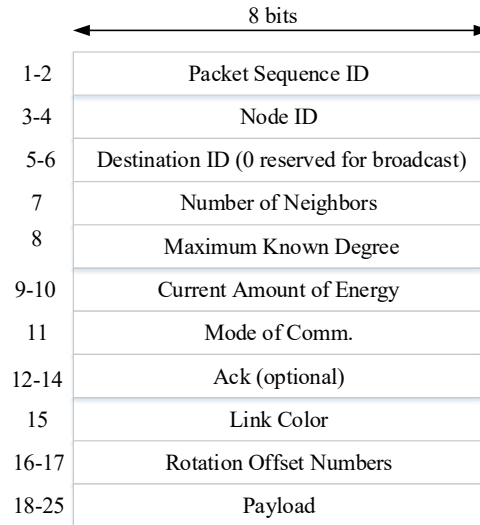 8 bits
1-2 Packet Sequence ID
3-4 Node ID
5-6 Destination ID (0 reserved for broadcast)
7 Number of Neighbors
8 Maximum Known Degree
9-10 Current Amount of Energy
11 Mode of Comm.
12-14 Ack (optional)
15 Link Color
16-17 Rotation Offset Numbers
18-25 Payload